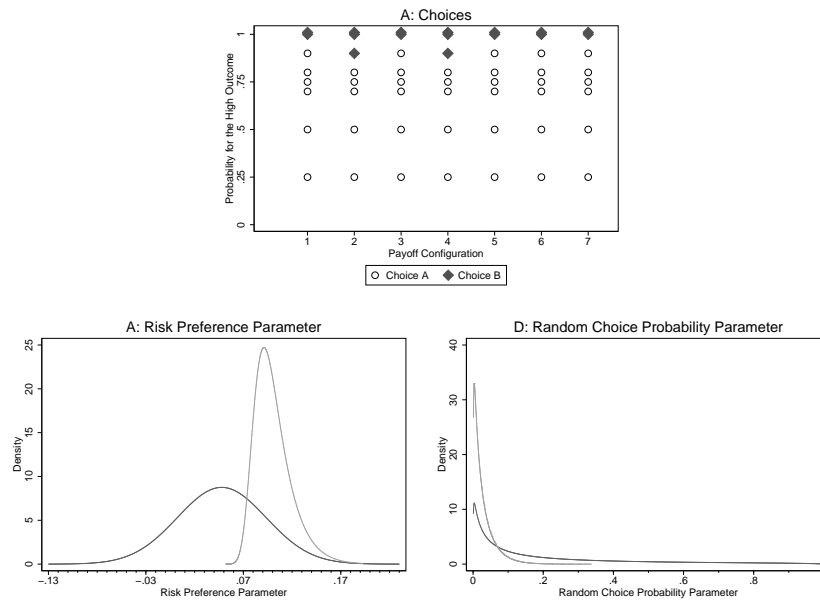 A: Choices
Probability for the High Outcome
1
.75
.5
.25
0
1 2 3 4 5 6 7
Payoff Configuration
Choice A Choice B
A: Risk Preference Parameter
Density
25
20
15
10
5
0
-.13 -.03 .07 .17
Risk Preference Parameter
D: Random Choice Probability Parameter
Density
40
30
20
10
0
0 .2 .4 .6 .8
Random Choice Probability Parameter